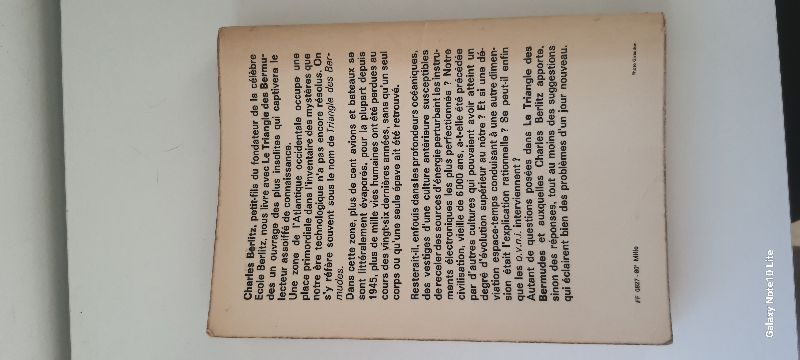 Charles Berlitz, petit-fils du fondateur de la célèbre
Ecole Berlitz, nous livre avec Le Triangle des Bermu-
des un ouvrage des plus insolites qui captivera le
lecteur assoiffé de connaissance.
Une zone de l'Atlantique occidentale occupe une
place primordiale dans l'inventaire des mystères que
notre ère technologique n'a pas encore résolus. On
s'y réfère souvent sous le nom de Triangle des Ber-
mudes.
Dans cette zone, plus de cent avions et bateaux se
sont littéralement évaporés, pour la plupart depuis
1945, plus de mille vies humaines ont été perdues au
cours des vingt-six dernières années, sans qu'un seul
corps ou qu'une seule épave ait été retrouvé.
Resterait-il, enfouis dans les profondeurs océaniques,
des vestiges d'une culture antérieure susceptibles
de receler des sources d'énergie perturbant les instru-
ments électroniques les plus perfectionnés ? Notre
civilisation, vieille de 6 000 ans, a-t-elle été précédée
par d'autres cultures qui pouvaient avoir atteint un
degré d'évolution supérieur au nôtre ? Et si une dé-
viation espace-temps conduisant à une autre dimen-
sion était l'explication rationnelle ? Se peut-il enfin
que les o.v.n.i. interviennent ?
Autant de questions posées dans Le Triangle des
Bermudes et auxquelles Charles Berlitz apporte,
sinon des réponses, tout au moins des suggestions
qui éclairent bien des problèmes d'un jour nouveau.
Galaxy Note10 Lite